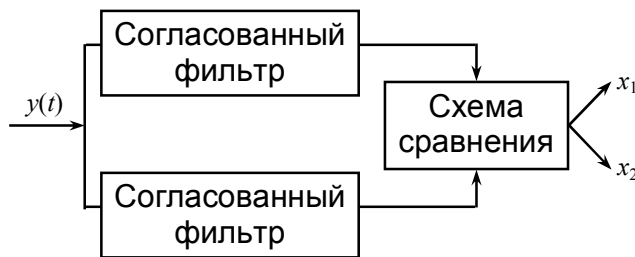 Согласованный
фильтр
y(t)
Схема
сравнения
x₁
x₂
Согласованный
фильтр